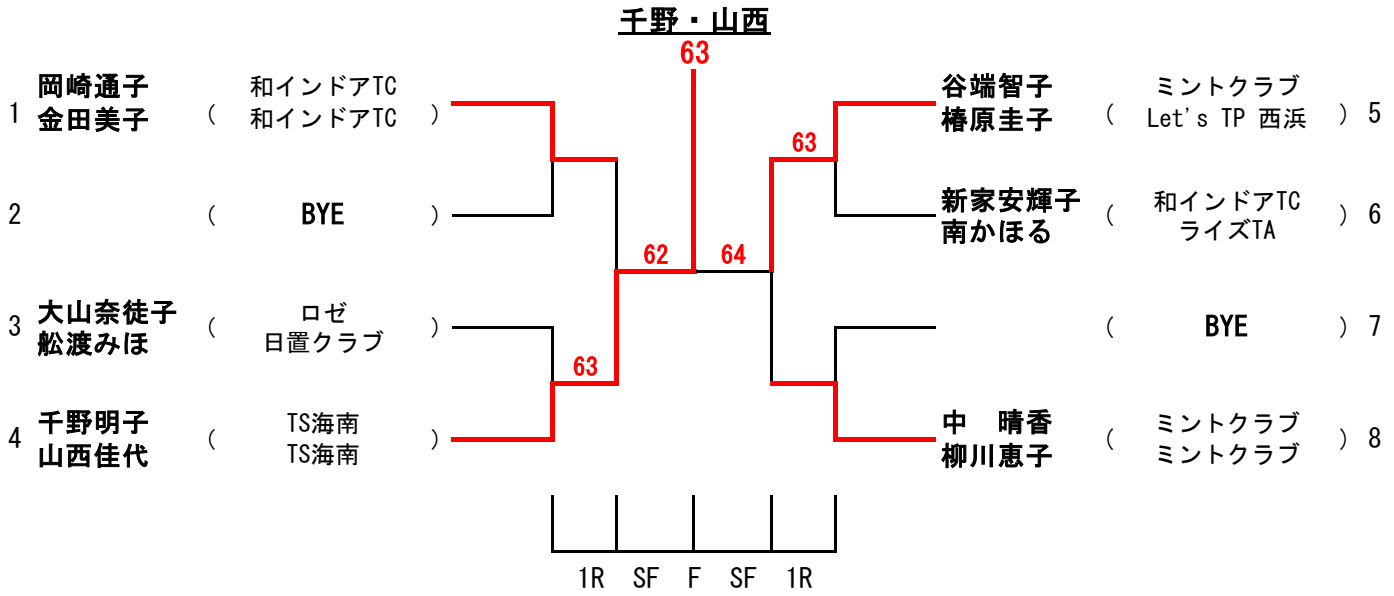 千野・山西
63
1 岡崎通子 ( 和インドアTC )
金田美子 和インドアTC
2 ( BYE )
3 大山奈徒子 ( ロゼ )
舩渡みほ 日置クラブ
63
4 千野明子 ( TS海南 )
山西佳代 TS海南
62 64
谷端智子 ( ミントクラブ ) 5
椿原圭子 Let's TP 西浜
63
新家安輝子 ( 和インドアTC ) 6
南かほる ライズTA
( BYE ) 7
中　晴香 ( ミントクラブ ) 8
柳川恵子 ミントクラブ
1R SF F SF 1R